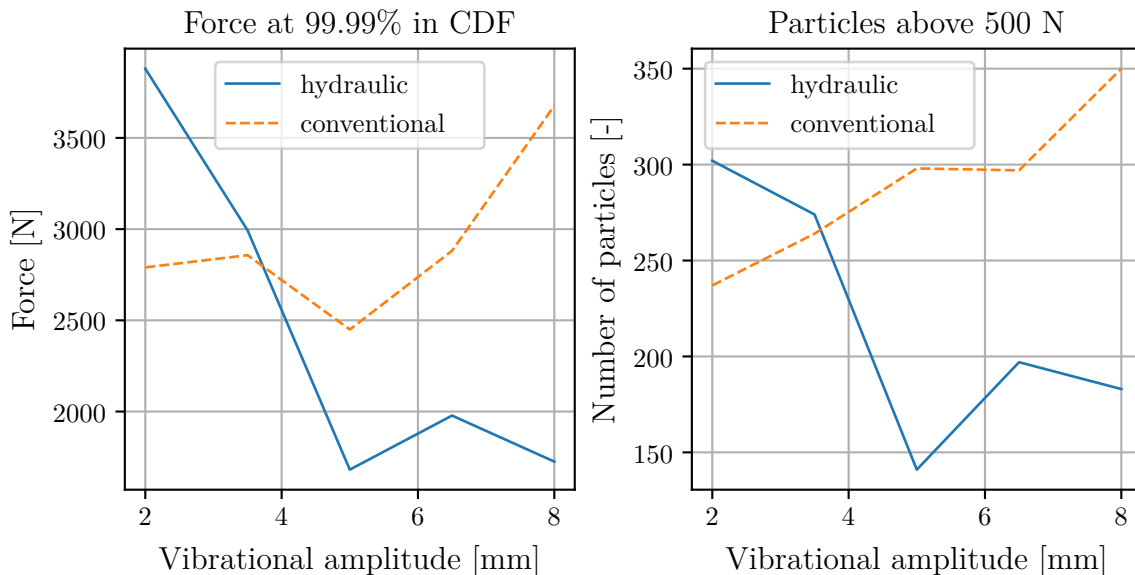 Force at 99.99% in CDF
hydraulic
conventional
3500
3000
2500
2000
Force [N]
2
4
6
8
Vibrational amplitude [mm]
Particles above 500 N
hydraulic
conventional
350
300
250
200
150
Number of particles [-]
2
4
6
8
Vibrational amplitude [mm]